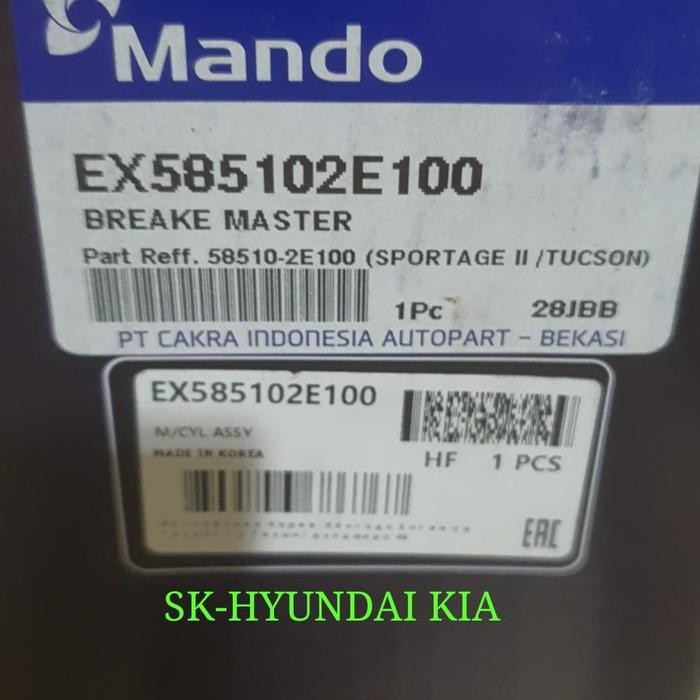 Mando
EX585102E100
BREAKE MASTER
Part Reff. 58510-2E100 (SPORTAGE II /TUCSON)
1Pc 28JBB
PT CAKRA INDONESIA AUTOPART - BEKASI
EX585102E100
M/CYL ASSY
MADE IN KOREA
HF 1 PCS
EAC
SK-HYUNDAI KIA